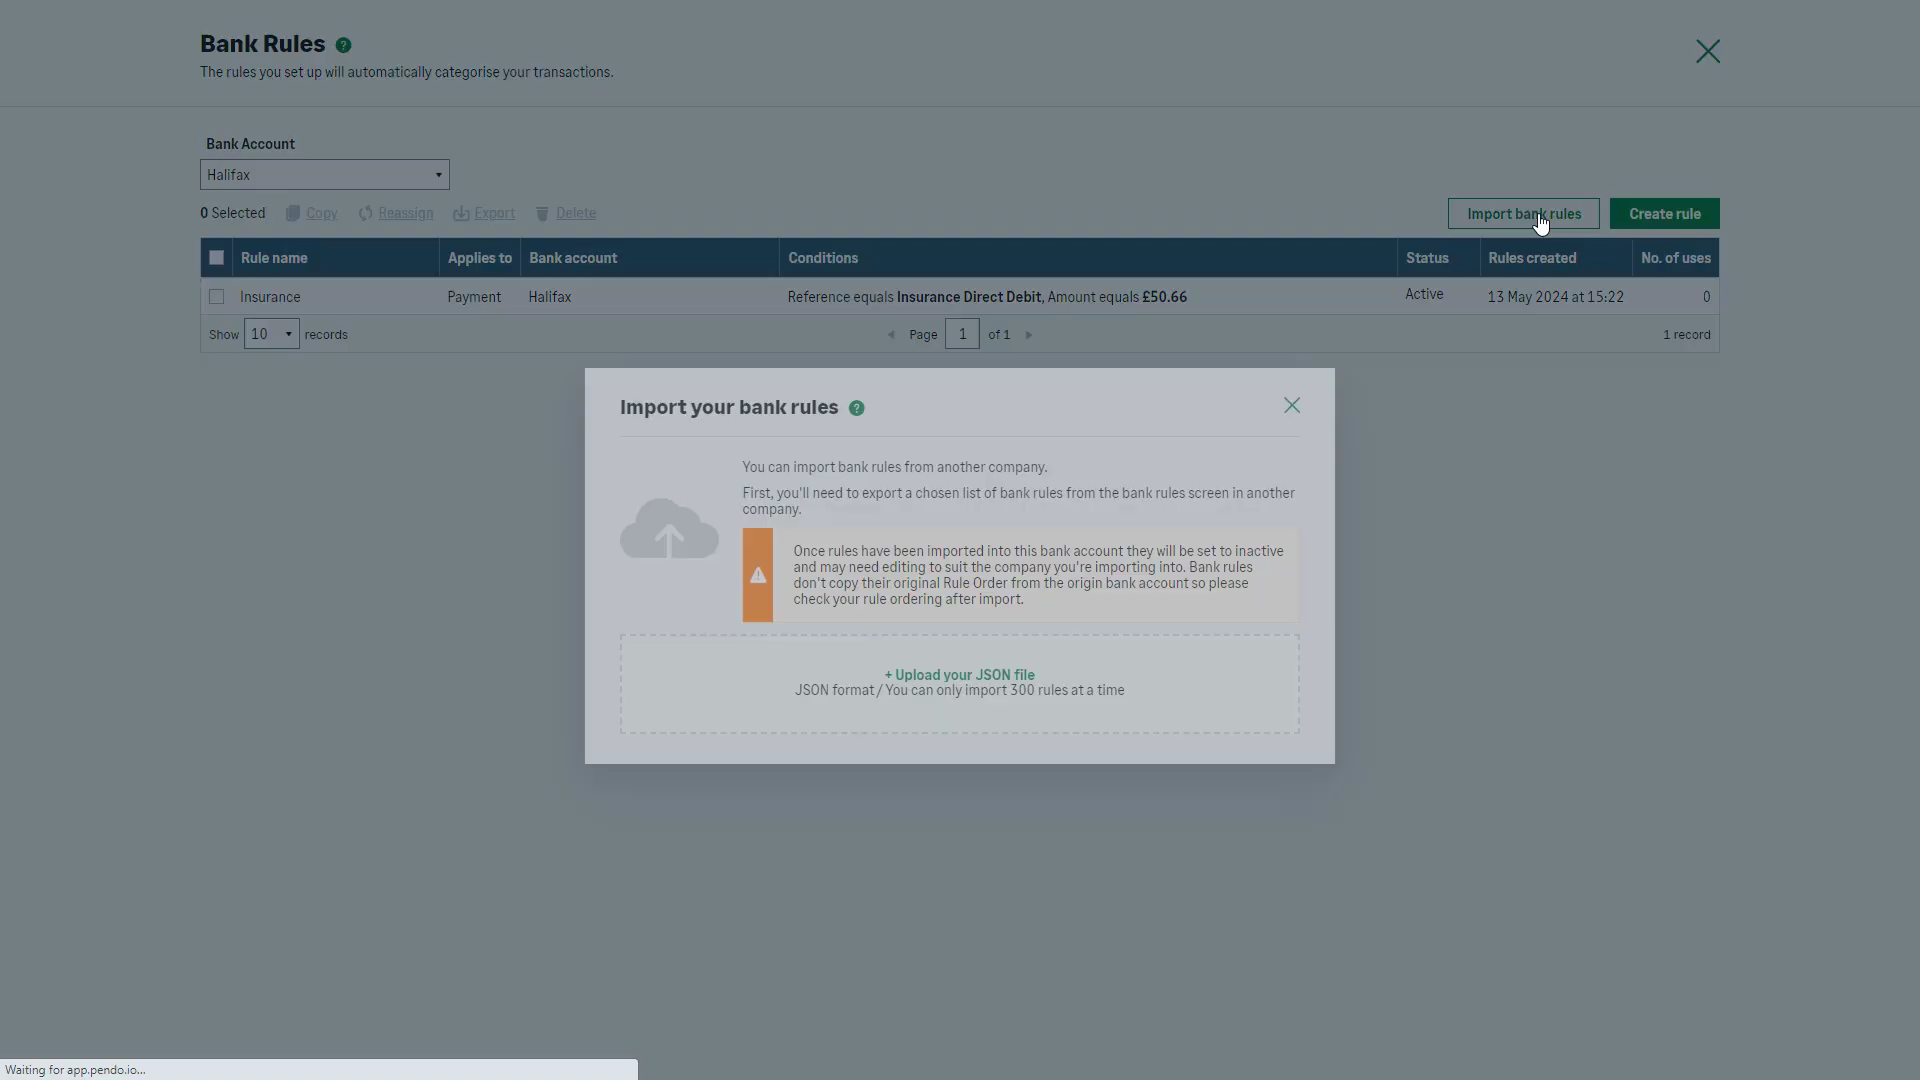 Bank Rules ?
The rules you set up will automatically categorise your transactions.
Bank Account
Halifax
0 Selected Copy Reassign Export Delete Import bank rules Create rule
Rule name Applies to Bank account Conditions Status Rules created No. of uses
Insurance Payment Halifax Reference equals Insurance Direct Debit, Amount equals £50.66 Active 13 May 2024 at 15:22 0
Show 10 records Page 1 of 1 1 record
Import your bank rules ?
You can import bank rules from another company.
First, you'll need to export a chosen list of bank rules from the bank rules screen in another
company.
Once rules have been imported into this bank account they will be set to inactive
and may need editing to suit the company you're importing into. Bank rules
don't copy their original Rule Order from the origin bank account so please
check your rule ordering after import.
+ Upload your JSON file
JSON format / You can only import 300 rules at a time
Waiting for app.pendo.io...